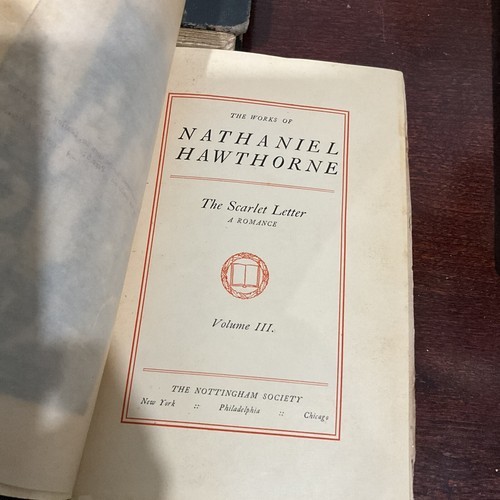 THE WORKS OF
NATHANIEL
HAWTHORNE
The Scarlet Letter
A ROMANCE
Volume III.
THE NOTTINGHAM SOCIETY
New York :: Philadelphia :: Chicago